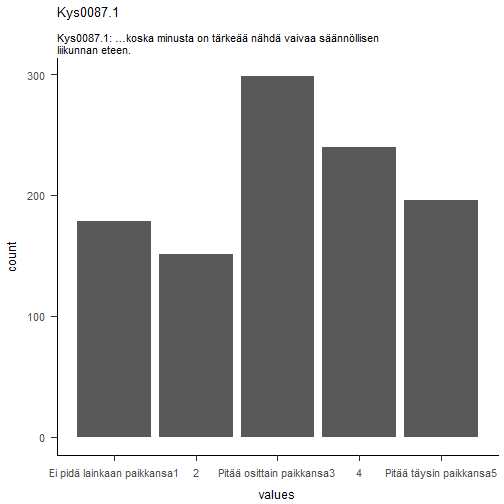 Kys0087.1
Kys0087.1: …koska minusta on tärkeää nähdä vaivaa säännöllisen
liikunnan eteen.
300
200
100
0
count
Ei pidä lainkaan paikkansa1 2 Pitää osittain paikkansa3 4 Pitää täysin paikkansa5
values